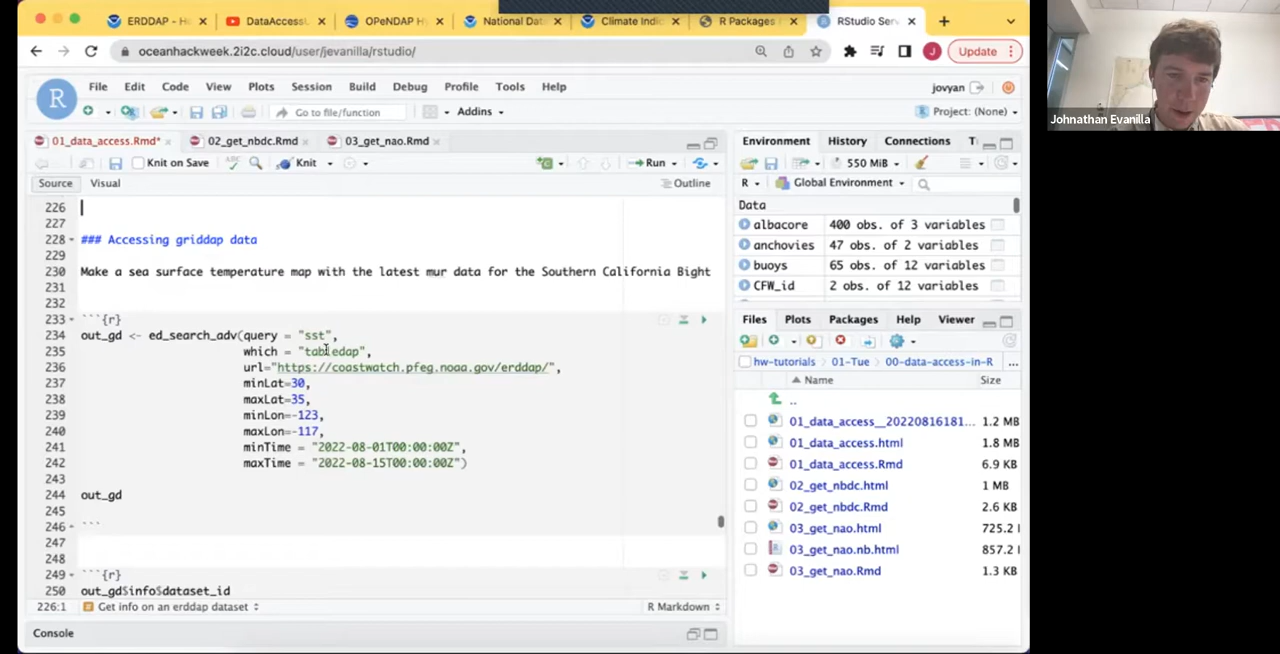 ERDDAP - H
DataAccess
OPeNDAP Hy
National Dat
Climate Indic
R Packages
RStudio Serv
oceanhackweek.2i2c.cloud/user/jevanilla/rstudio/
J
Update
Johnathan Evanilla
R
File Edit Code View Plots Session Build Debug Profile Tools Help
jovyan
Go to file/function
Addins
Project: (None)
01_data_access.Rmd*
02_get_nbdc.Rmd
03_get_nao.Rmd
Knit on Save
ABC
Knit
Run
Source Visual
Outline
226
227
228 ### Accessing griddap data
229
230 Make a sea surface temperature map with the latest mur data for the Southern California Bight
231
232
233 ```{r}
234 out_gd <- ed_search_adv(query = "sst",
235 which = "tabledap",
236 url="https://coastwatch.pfeg.noaa.gov/erddap/",
237 minLat=30,
238 maxLat=35,
239 minLon=-123,
240 maxLon=-117,
241 minTime = "2022-08-01T00:00:00Z",
242 maxTime = "2022-08-15T00:00:00Z")
243
244 out_gd
245
246 ```
247
248
249 ```{r}
250 out_gd$info$dataset_id
226:1 Get info on an erddap dataset
R Markdown
Console
Environment History Connections T
550 MiB
R Global Environment
Data
albacore 400 obs. of 3 variables
anchovies 47 obs. of 2 variables
buoys 65 obs. of 12 variables
CFW_id 2 obs. of 12 variables
Files Plots Packages Help Viewer
hw-tutorials 01-Tue 00-data-access-in-R ...
Name Size
..
01_data_access__20220816181... 1.2 MB
01_data_access.html 1.8 MB
01_data_access.Rmd 6.9 KB
02_get_nbdc.html 1 MB
02_get_nbdc.Rmd 2.6 KB
03_get_nao.html 725.2
03_get_nao.nb.html 857.2
03_get_nao.Rmd 1.3 KB